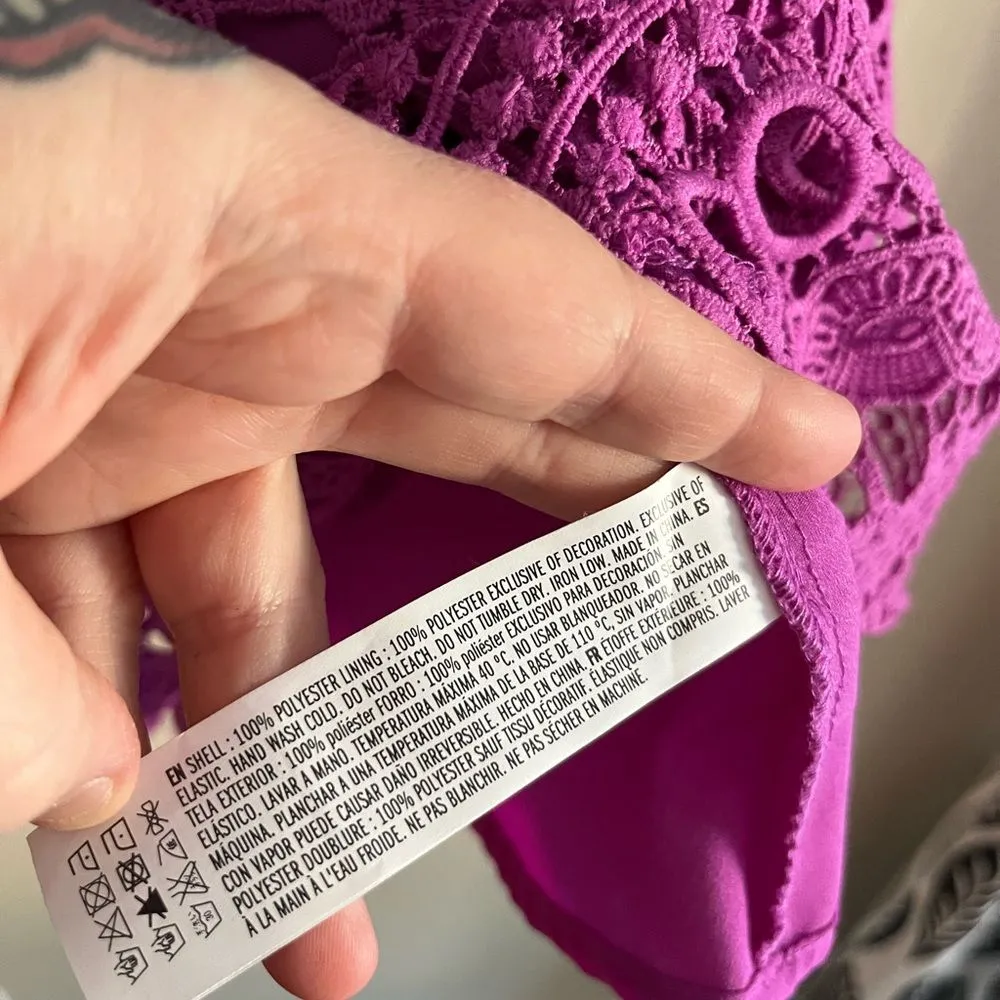 EN SHELL : 100% POLYESTER LINING : 100% POLYESTER EXCLUSIVE OF DECORATION. EXCLUSIVE OF
ELASTIC. HAND WASH COLD. DO NOT BLEACH. DO NOT TUMBLE DRY. IRON LOW. MADE IN CHINA. ES
TELA EXTERIOR : 100% poliéster FORRO : 100% poliéster EXCLUSIVO PARA DECORACIÓN. SIN
ELÁSTICO. LAVAR A MANO. TEMPERATURA MÁXIMA 40 °C. NO USAR BLANQUEADOR. NO SECAR EN
MAQUINA. PLANCHAR A UNA TEMPERATURA MÁXIMA DE LA BASE DE 110 °C, SIN VAPOR. PLANCHAR
CON VAPOR PUEDE CAUSAR DANO IRREVERSIBLE. HECHO EN CHINA. FR ÉTOFFE EXTÉRIEURE : 100%
POLYESTER DOUBLURE : 100% POLYESTER SAUF TISSU DÉCORATIF. ÉLASTIQUE NON COMPRIS. LAVER
À LA MAIN À L'EAU FROIDE. NE PAS BLANCHIR. NE PAS SÉCHER EN MACHINE.